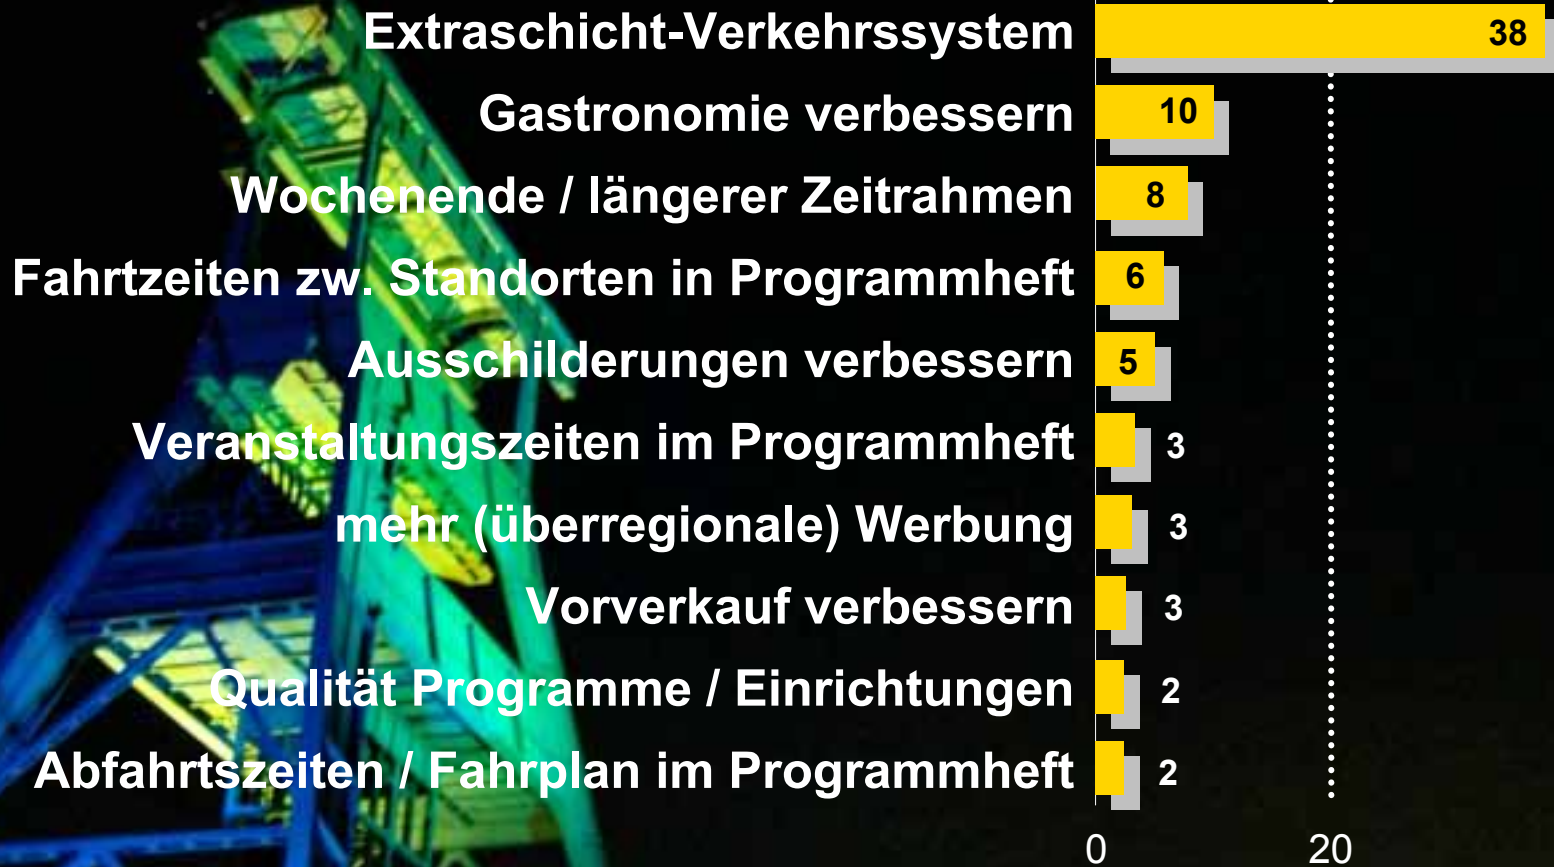 Extraschicht-Verkehrssystem 38
Gastronomie verbessern 10
Wochenende / längerer Zeitrahmen 8
Fahrtzeiten zw. Standorten in Programmheft 6
Ausschilderungen verbessern 5
Veranstaltungszeiten im Programmheft 3
mehr (überregionale) Werbung 3
Vorverkauf verbessern 3
Qualität Programme / Einrichtungen 2
Abfahrtszeiten / Fahrplan im Programmheft 2
0 20